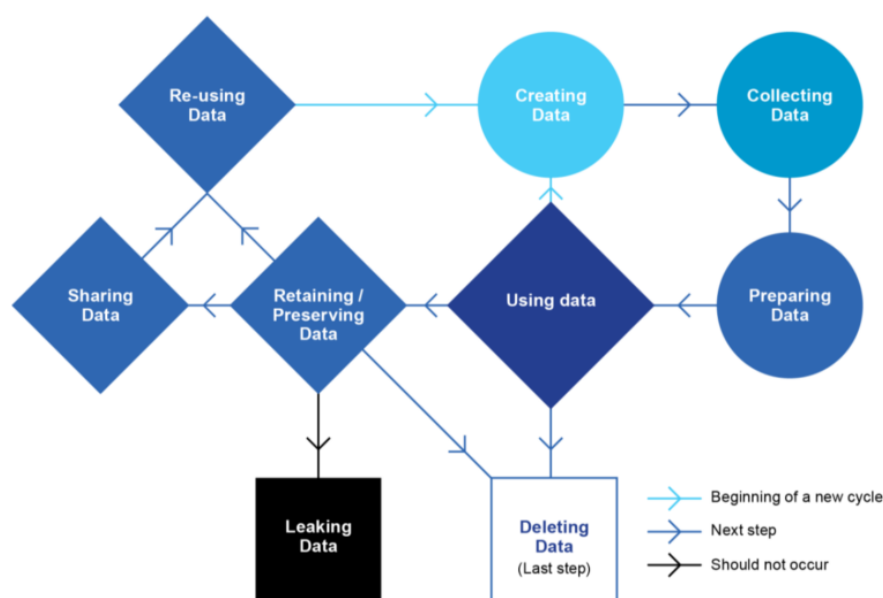 Re-using
Data
Creating
Data
Collecting
Data
Sharing
Data
Retaining /
Preserving
Data
Using data
Preparing
Data
Leaking
Data
Deleting
Data
(Last step)
Beginning of a new cycle
Next step
Should not occur